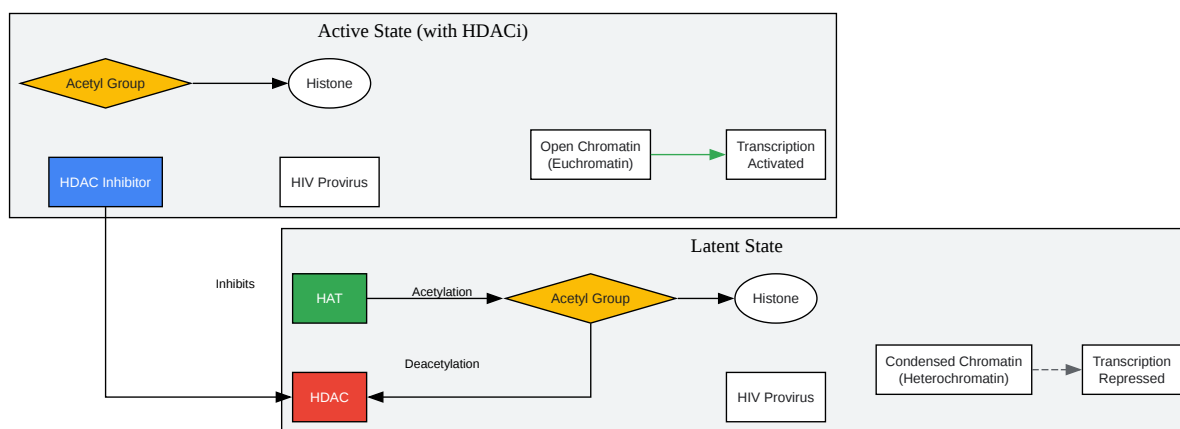 Active State (with HDACi)
Acetyl Group
Histone
Open Chromatin
(Euchromatin)
Transcription
Activated
HDAC Inhibitor
HIV Provirus
Latent State
Inhibits
HAT
Acetylation
Acetyl Group
Histone
Deacetylation
Condensed Chromatin
(Heterochromatin)
Transcription
Repressed
HDAC
HIV Provirus